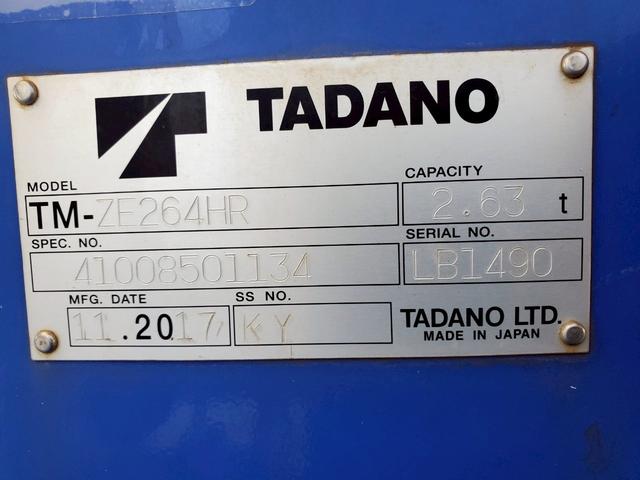 TADANO
MODEL
TM-ZE264HR
CAPACITY
2.63 t
SPEC. NO.
41008501134
SERIAL NO.
LB1490
MFG. DATE
11.2017
SS NO.
KY
TADANO LTD.
MADE IN JAPAN